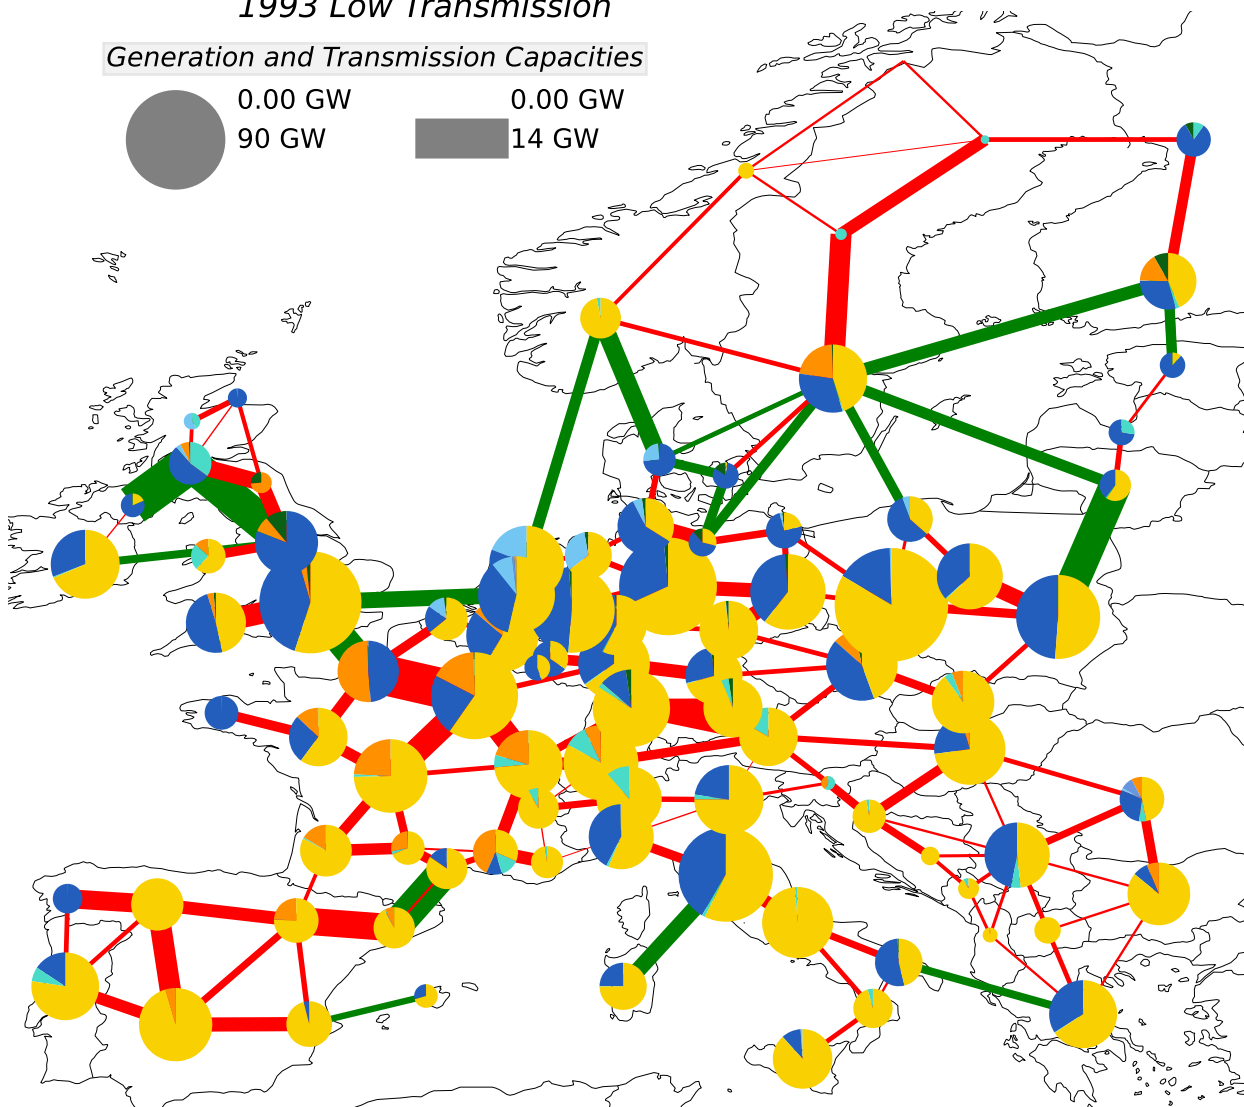 1993 Low Transmission
Generation and Transmission Capacities
0.00 GW 0.00 GW
90 GW 14 GW